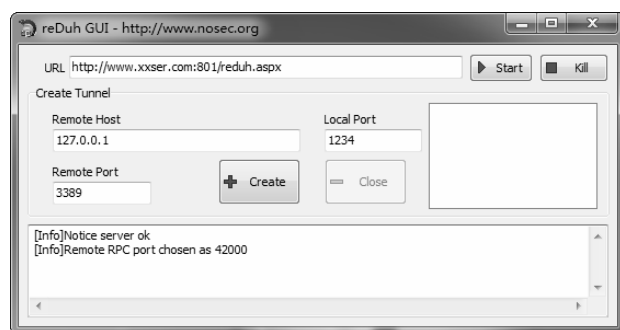 reDuh GUI - http://www.nosec.org
URL http://www.xxser.com:801/reduh.aspx Start Kill
Create Tunnel
Remote Host Local Port
127.0.0.1 1234
Remote Port
3389 Create Close
[Info]Notice server ok
[Info]Remote RPC port chosen as 42000